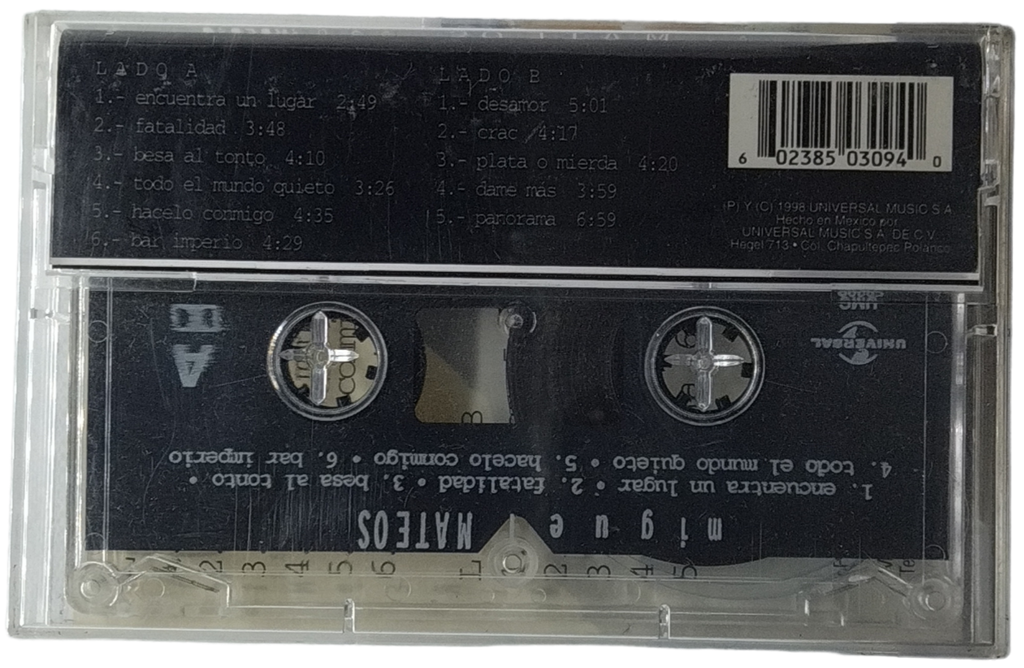 LADO A
1.- encuentra un lugar 2:49
2.- fatalidad 3:48
3.- besa al tonto 4:10
4.- todo el mundo quieto 3:26
5.- hacelo conmigo 4:35
6.- bar imperio 4:29
LADO B
1.- desamor 5:01
2.- crac 4:17
3.- plata o mierda 4:20
4.- dame más 3:59
5.- panorama 6:59
6 02385 03094 0
(P) Y (C) 1998 UNIVERSAL MUSIC S.A
Hecho en Mexico por
UNIVERSAL MUSIC S.A. DE C.V.
Hegel 713 • Col. Chapultepec Polanco
miguel MATEOS
1. encuentra un lugar • 2. fatalidad • 3. besa al tonto •
4. todo el mundo quieto • 5. hacelo conmigo • 6. bar imperio
A
UNIVERSAL